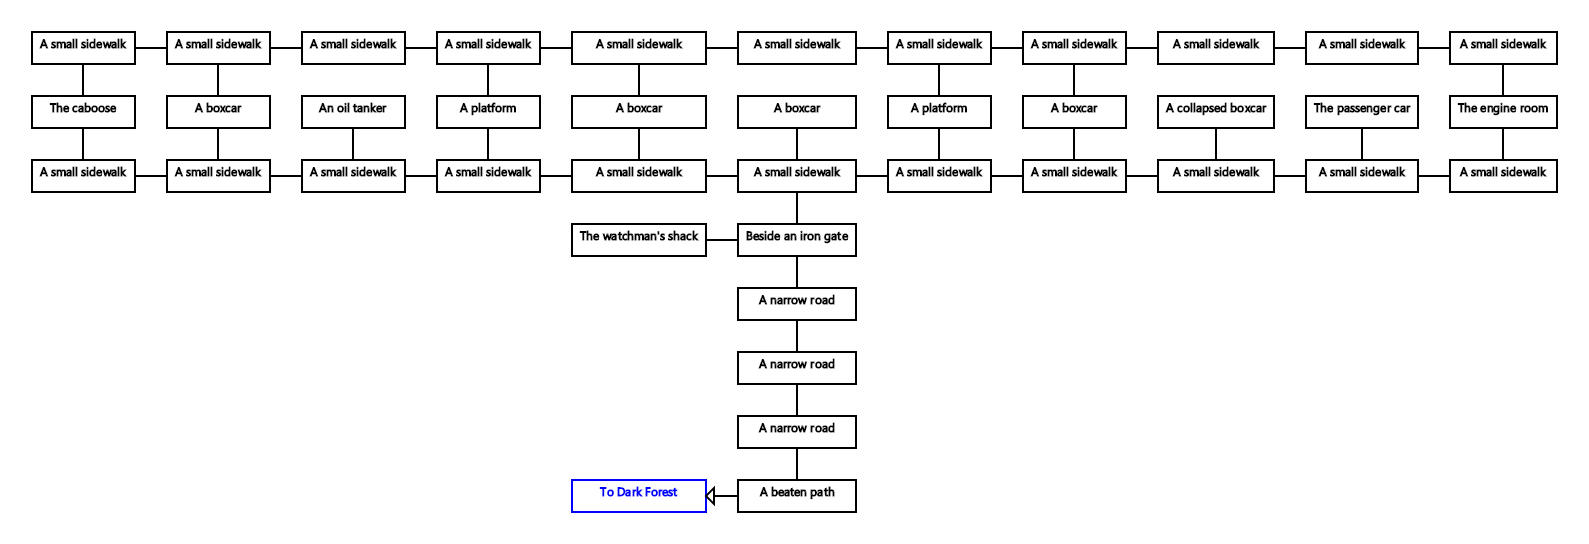 A small sidewalk A small sidewalk A small sidewalk A small sidewalk A small sidewalk A small sidewalk A small sidewalk A small sidewalk A small sidewalk A small sidewalk A small sidewalk
The caboose A boxcar An oil tanker A platform A boxcar A boxcar A platform A boxcar A collapsed boxcar The passenger car The engine room
A small sidewalk A small sidewalk A small sidewalk A small sidewalk A small sidewalk A small sidewalk A small sidewalk A small sidewalk A small sidewalk A small sidewalk A small sidewalk
The watchman's shack Beside an iron gate
A narrow road
A narrow road
A narrow road
To Dark Forest A beaten path